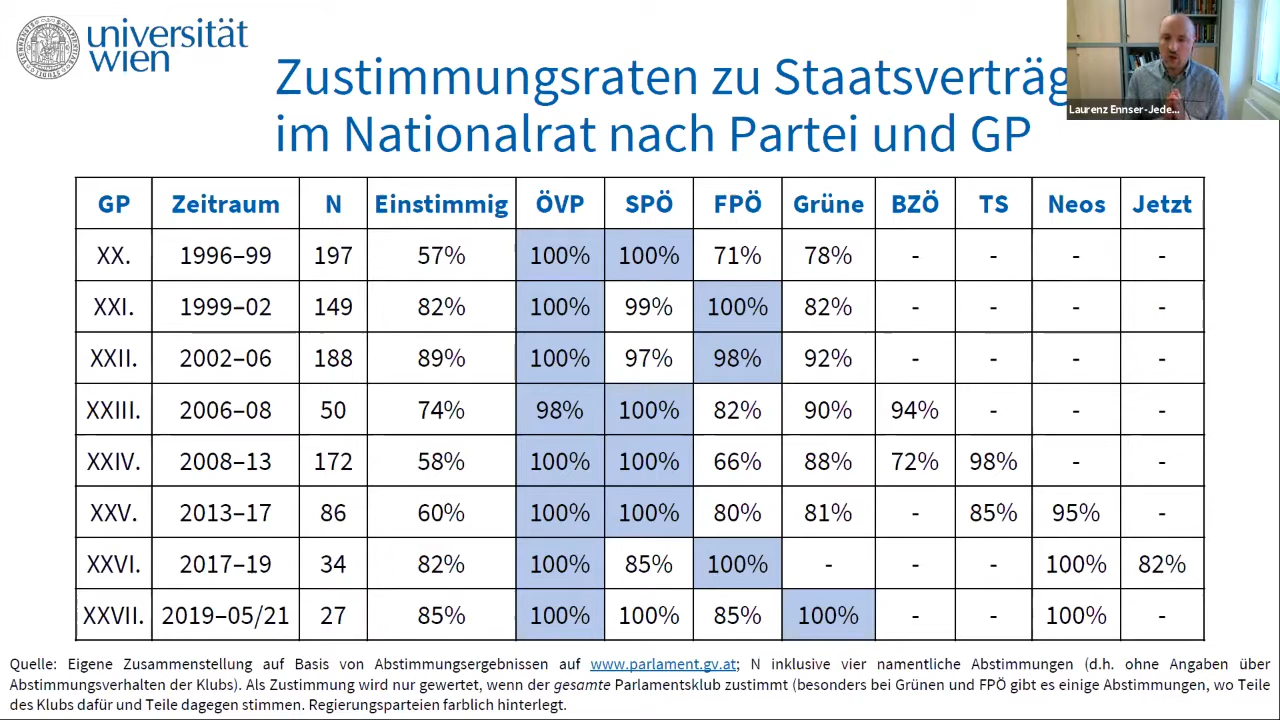 universität
wien
Laurenz Ennser-Jede...
Zustimmungsraten zu Staatsverträg
im Nationalrat nach Partei und GP
GP Zeitraum N Einstimmig ÖVP SPÖ FPÖ Grüne BZÖ TS Neos Jetzt
XX. 1996–99 197 57% 100% 100% 71% 78% - - - -
XXI. 1999–02 149 82% 100% 99% 100% 82% - - - -
XXII. 2002–06 188 89% 100% 97% 98% 92% - - - -
XXIII. 2006–08 50 74% 98% 100% 82% 90% 94% - - -
XXIV. 2008–13 172 58% 100% 100% 66% 88% 72% 98% - -
XXV. 2013–17 86 60% 100% 100% 80% 81% - 85% 95% -
XXVI. 2017–19 34 82% 100% 85% 100% - - - 100% 82%
XXVII. 2019–05/21 27 85% 100% 100% 85% 100% - - 100% -
Quelle: Eigene Zusammenstellung auf Basis von Abstimmungsergebnissen auf www.parlament.gv.at; N inklusive vier namentliche Abstimmungen (d.h. ohne Angaben über
Abstimmungsverhalten der Klubs). Als Zustimmung wird nur gewertet, wenn der gesamte Parlamentsklub zustimmt (besonders bei Grünen und FPÖ gibt es einige Abstimmungen, wo Teile
des Klubs dafür und Teile dagegen stimmen. Regierungsparteien farblich hinterlegt.